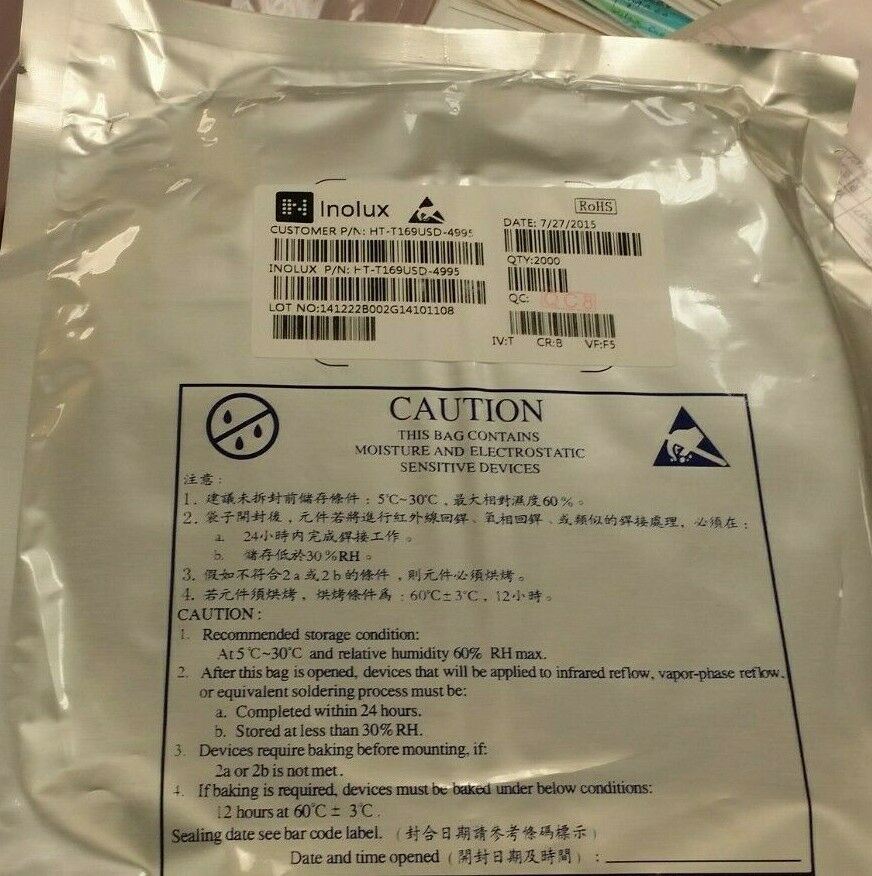 Inolux
RoHS
CUSTOMER P/N: HT-T169USD-4995
DATE: 7/27/2015
INOLUX P/N: HT-T169USD-4995
QTY:2000
QC: QC8
LOT NO:141222B002G14101108
IV:T CR:B VF:F5
CAUTION
THIS BAG CONTAINS
MOISTURE AND ELECTROSTATIC
SENSITIVE DEVICES
注意：
1. 建議未拆封前儲存條件：5℃~30℃，最大相對濕度60%。
2. 袋子開封後，元件若將進行紅外線回銲、氣相回銲、或類似的銲接處理，必須在：
a. 24小時內完成銲接工作。
b. 儲存低於30%RH。
3. 假如不符合2a或2b的條件，則元件必須烘烤。
4. 若元件須烘烤，烘烤條件為：60℃±3℃，12小時。
CAUTION:
1. Recommended storage condition:
At 5℃~30℃ and relative humidity 60% RH max.
2. After this bag is opened, devices that will be applied to infrared reflow, vapor-phase reflow,
or equivalent soldering process must be:
a. Completed within 24 hours.
b. Stored at less than 30% RH.
3. Devices require baking before mounting, if:
2a or 2b is not met.
4. If baking is required, devices must be baked under below conditions:
12 hours at 60℃ ± 3℃.
Sealing date see bar code label. (封合日期請參考條碼標示)
Date and time opened (開封日期及時間) :